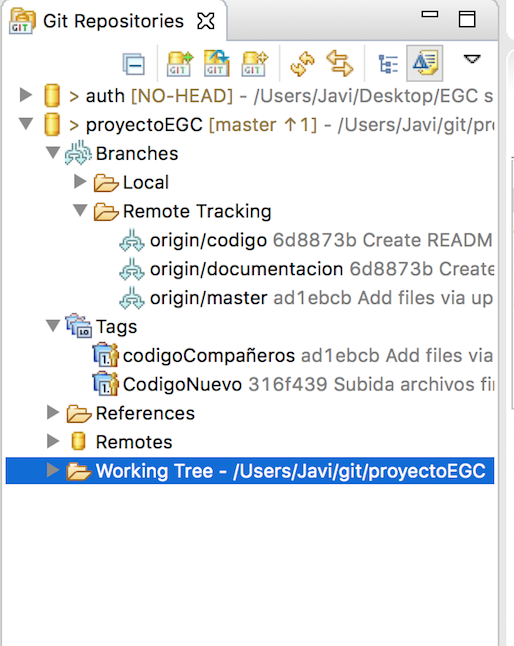 Git Repositories
> auth [NO-HEAD] - /Users/Javi/Desktop/EGC s
> proyectoEGC [master ↑1] - /Users/Javi/git/pr
Branches
Local
Remote Tracking
origin/codigo 6d8873b Create READM
origin/documentacion 6d8873b Create
origin/master ad1ebcb Add files via up
Tags
codigoCompañeros ad1ebcb Add files via
CodigoNuevo 316f439 Subida archivos fi
References
Remotes
Working Tree - /Users/Javi/git/proyectoEGC